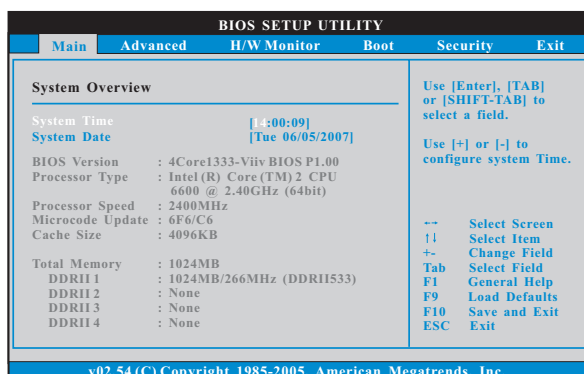 BIOS SETUP UTILITY
Main Advanced H/W Monitor Boot Security Exit
System Overview
System Time [14:00:09]
System Date [Tue 06/05/2007]
BIOS Version : 4Core1333-Viiv BIOS P1.00
Processor Type : Intel (R) Core (TM) 2 CPU
6600 @ 2.40GHz (64bit)
Processor Speed : 2400MHz
Microcode Update : 6F6/C6
Cache Size : 4096KB
Total Memory : 1024MB
DDRII 1 : 1024MB/266MHz (DDRII533)
DDRII 2 : None
DDRII 3 : None
DDRII 4 : None
Use [Enter], [TAB]
or [SHIFT-TAB] to
select a field.
Use [+] or [-] to
configure system Time.
←→ Select Screen
↑↓ Select Item
+- Change Field
Tab Select Field
F1 General Help
F9 Load Defaults
F10 Save and Exit
ESC Exit
v02.54 (C) Copyright 1985-2005, American Megatrends, Inc.